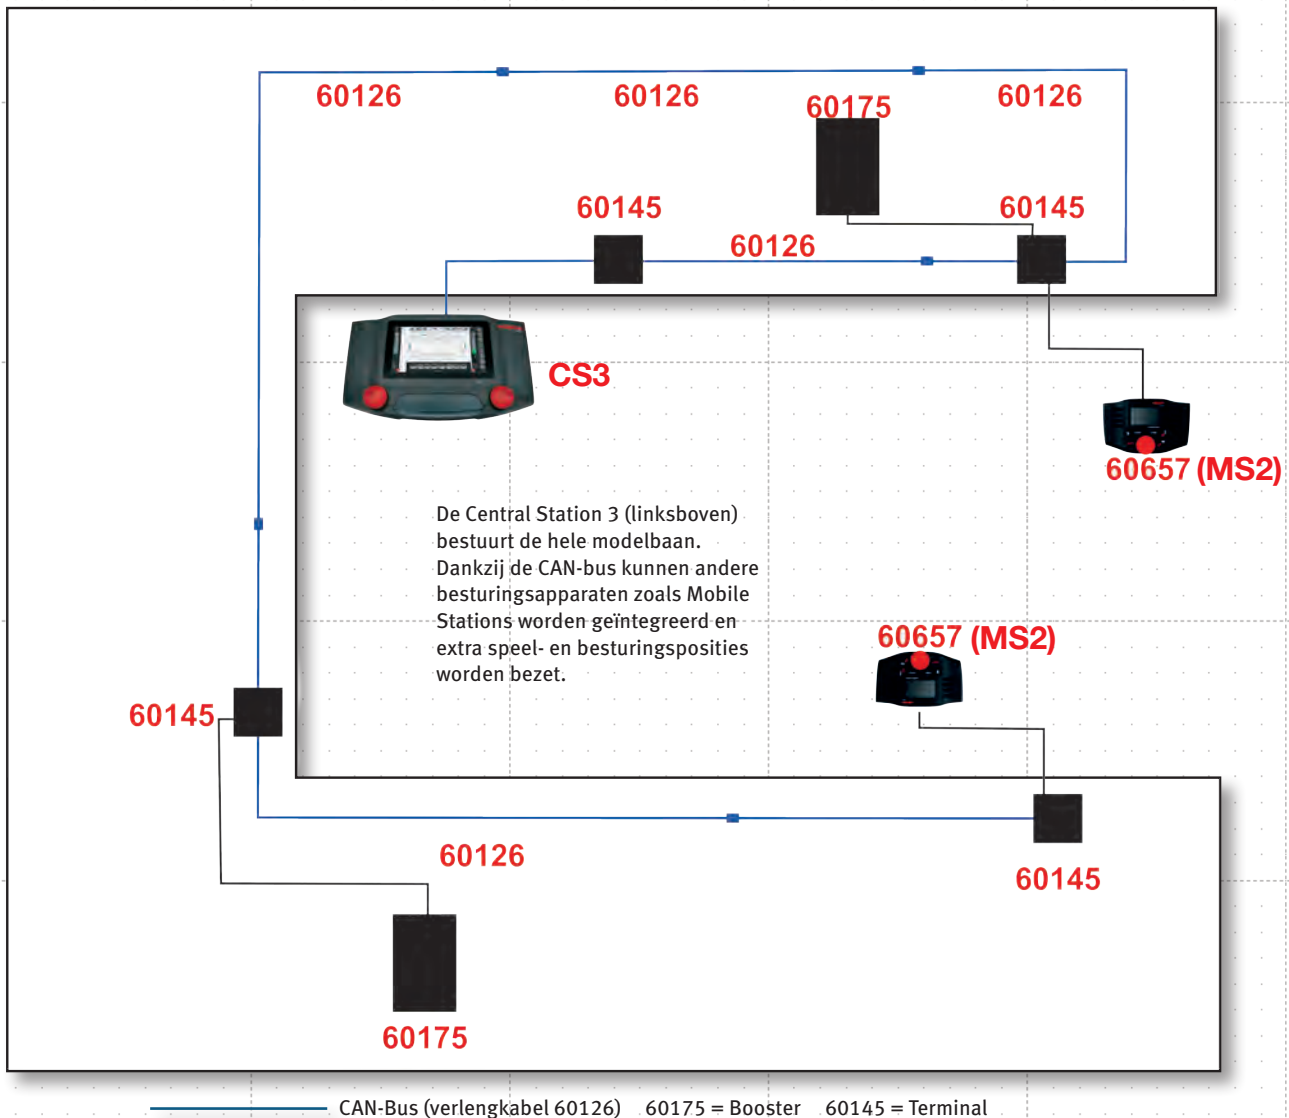 60126
60126
60126
60175
60145
60145
60126
CS3
60657 (MS2)
De Central Station 3 (linksboven)
bestuurt de hele modelbaan.
Dankzij de CAN-bus kunnen andere
besturingsapparaten zoals Mobile
Stations worden geïntegreerd en
extra speel- en besturingsposities
worden bezet.
60657 (MS2)
60145
60126
60145
60175
CAN-Bus (verlengkabel 60126) 60175 = Booster 60145 = Terminal